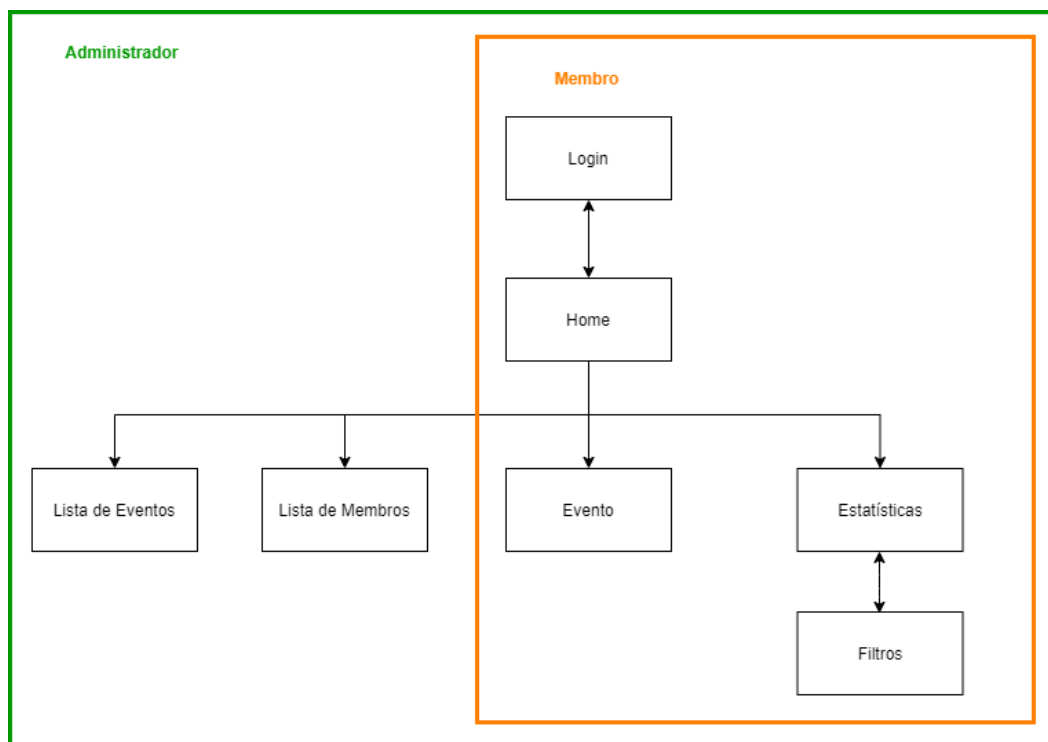 Administrador
Membro
Login
Home
Lista de Eventos
Lista de Membros
Evento
Estatísticas
Filtros